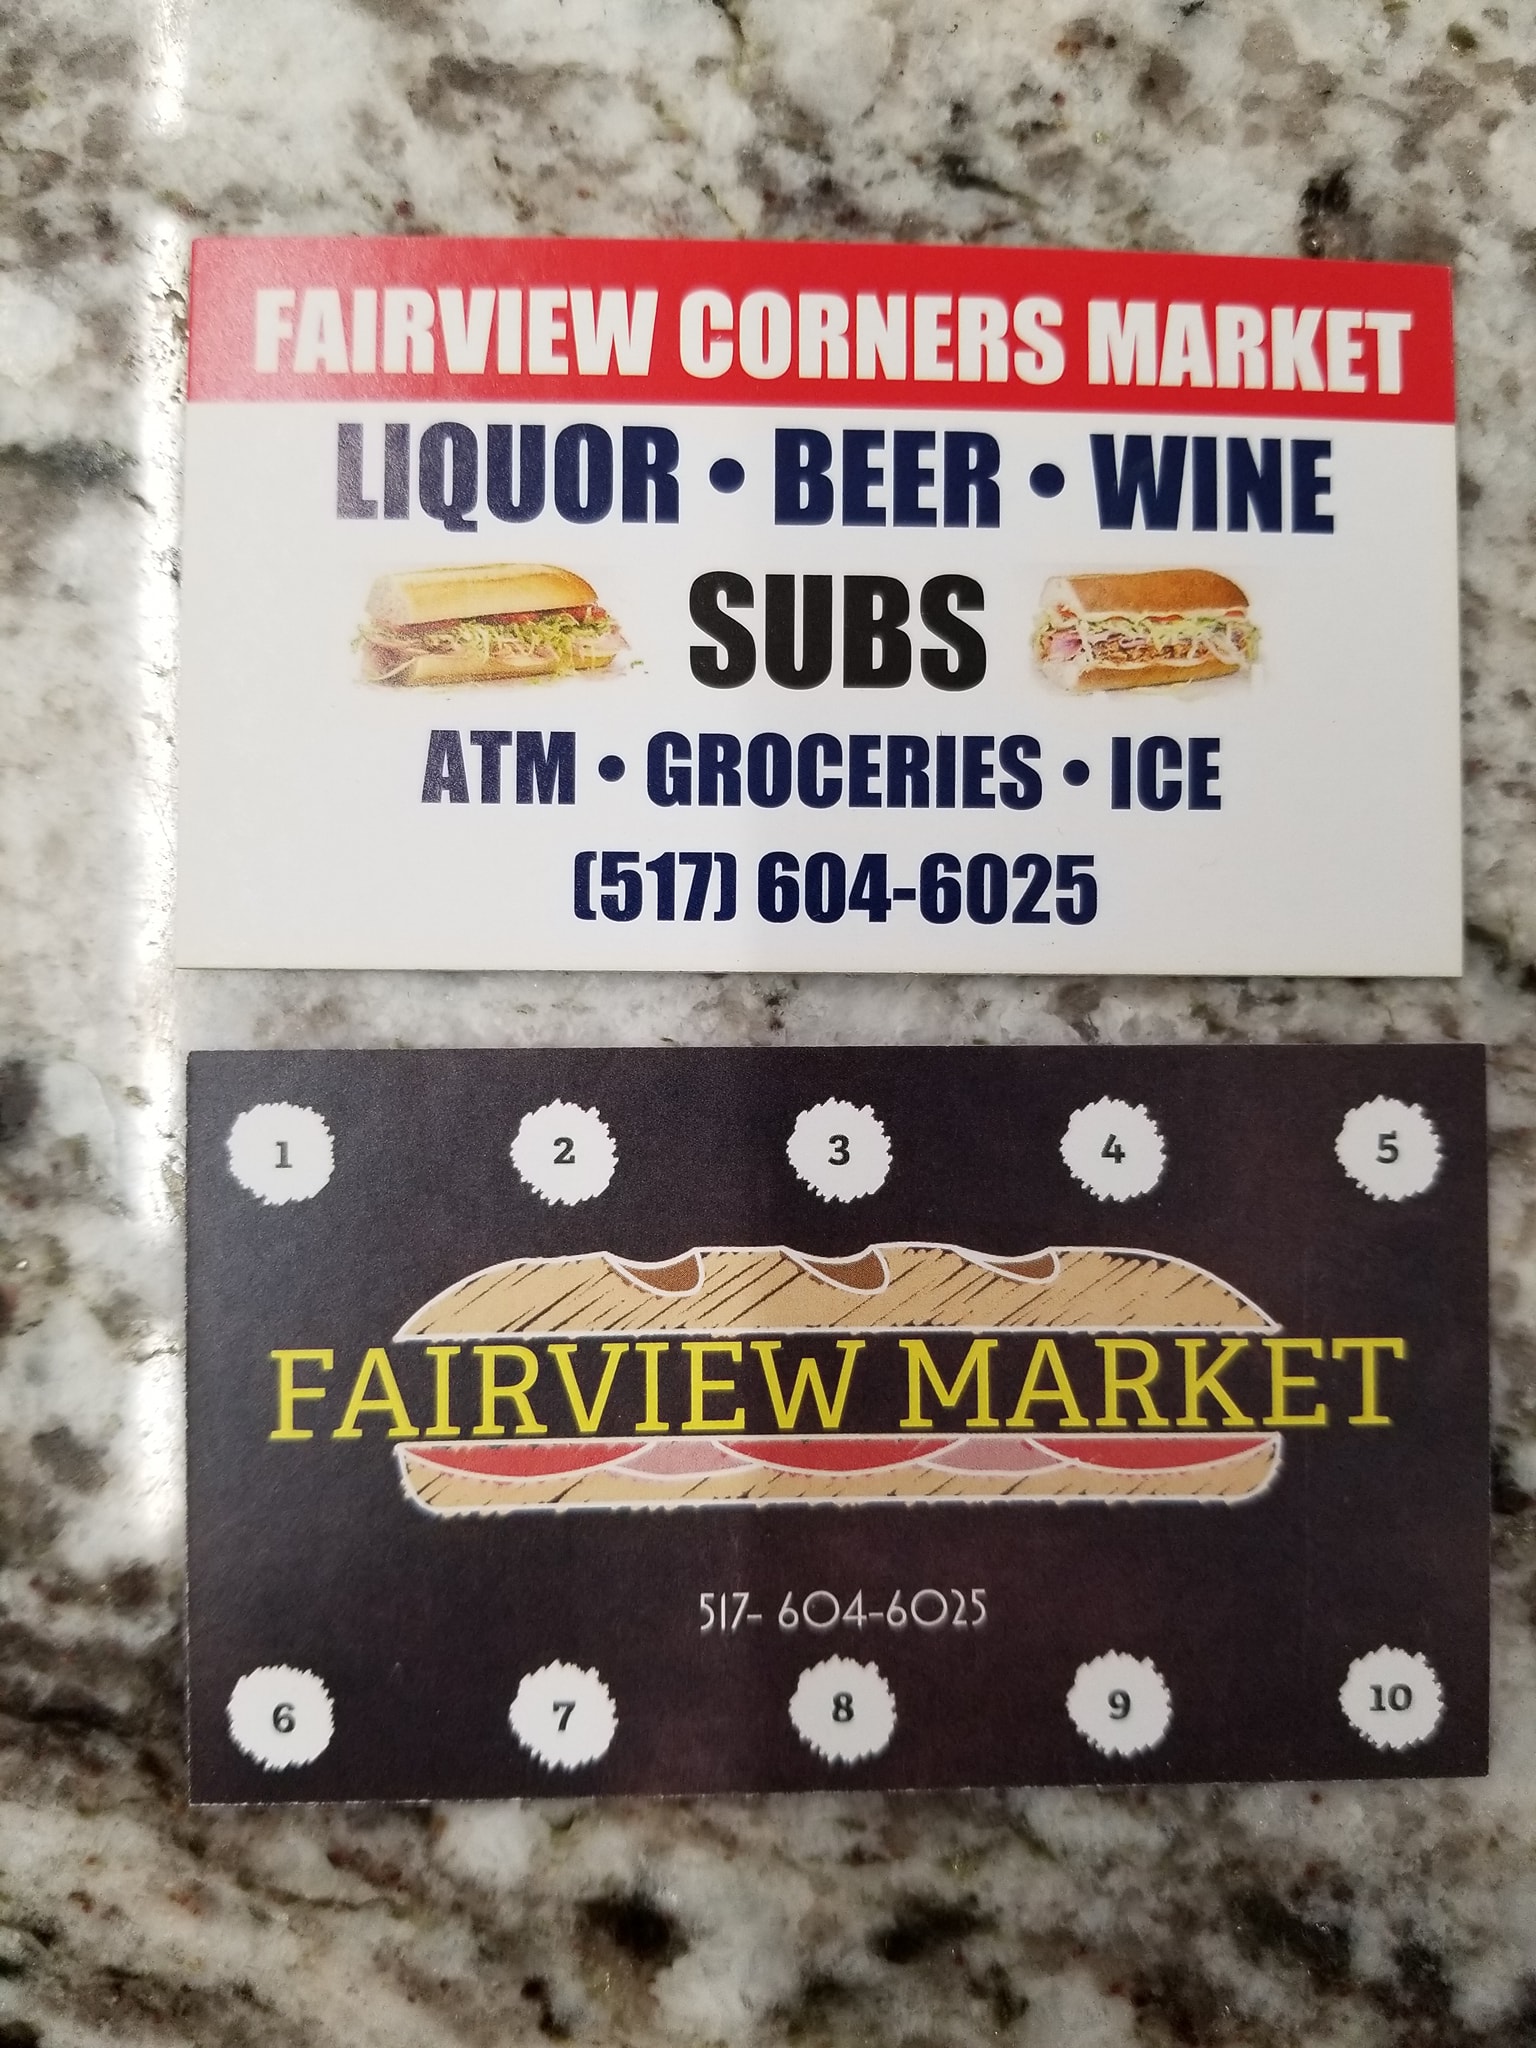 FAIRVIEW CORNERS MARKET
LIQUOR • BEER • WINE
SUBS
ATM • GROCERIES • ICE
(517) 604-6025
1 2 3 4 5
FAIRVIEW MARKET
517- 604-6025
6 7 8 9 10